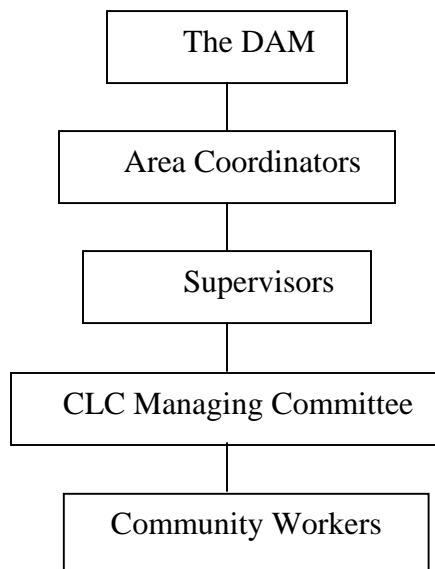 The DAM
Area Coordinators
Supervisors
CLC Managing Committee
Community Workers